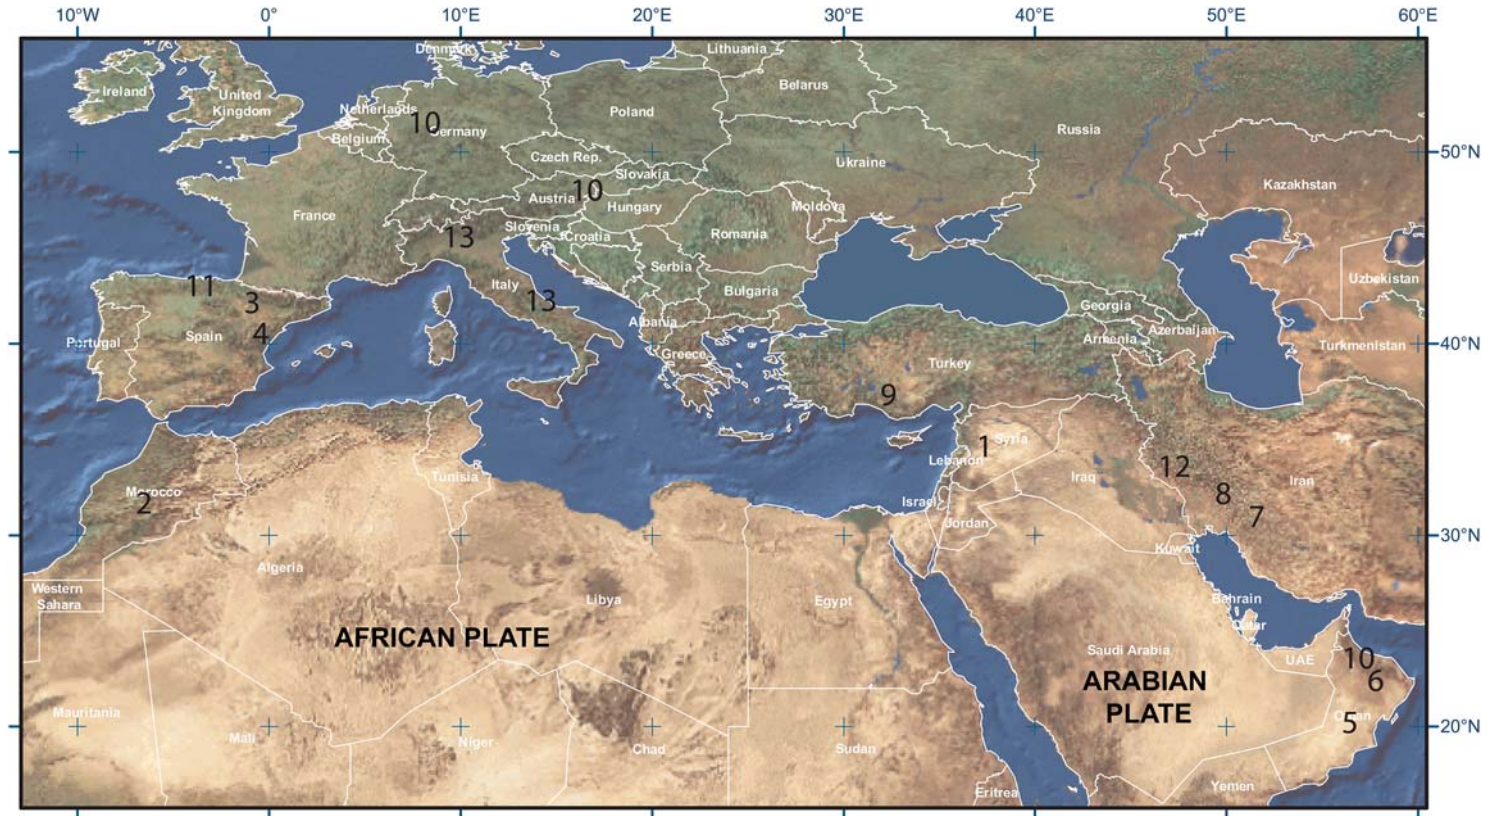 10°W 0° 10°E 20°E 30°E 40°E 50°E 60°E
Denmark
Lithuania
Ireland
United
Kingdom
Belarus
Netherlands
Poland
10
Germany
Russia
Belgium
50°N
Czech Rep.
Ukraine
Slovakia
Kazakhstan
10
Austria
Hungary
Moldova
France
Slovenia
13
Croatia
Romania
Serbia
Uzbekistan
11
Italy
Bulgaria
3
13
Georgia
4
Spain
Albania
Azerbaijan
Portugal
Armenia
40°N
Turkmenistan
Greece
Turkey
9
1
Syria
Lebanon
12
Tunisia
Iraq
Iran
Morocco
2
8
Israel
7
Jordan
30°N
Kuwait
Algeria
Western
Sahara
Libya
Egypt
Bahrain
Qatar
AFRICAN PLATE
Saudi Arabia
UAE
10
ARABIAN
PLATE
6
Mauritania
Oman
5
20°N
Mali
Niger
Chad
Sudan
Yemen
Eritrea